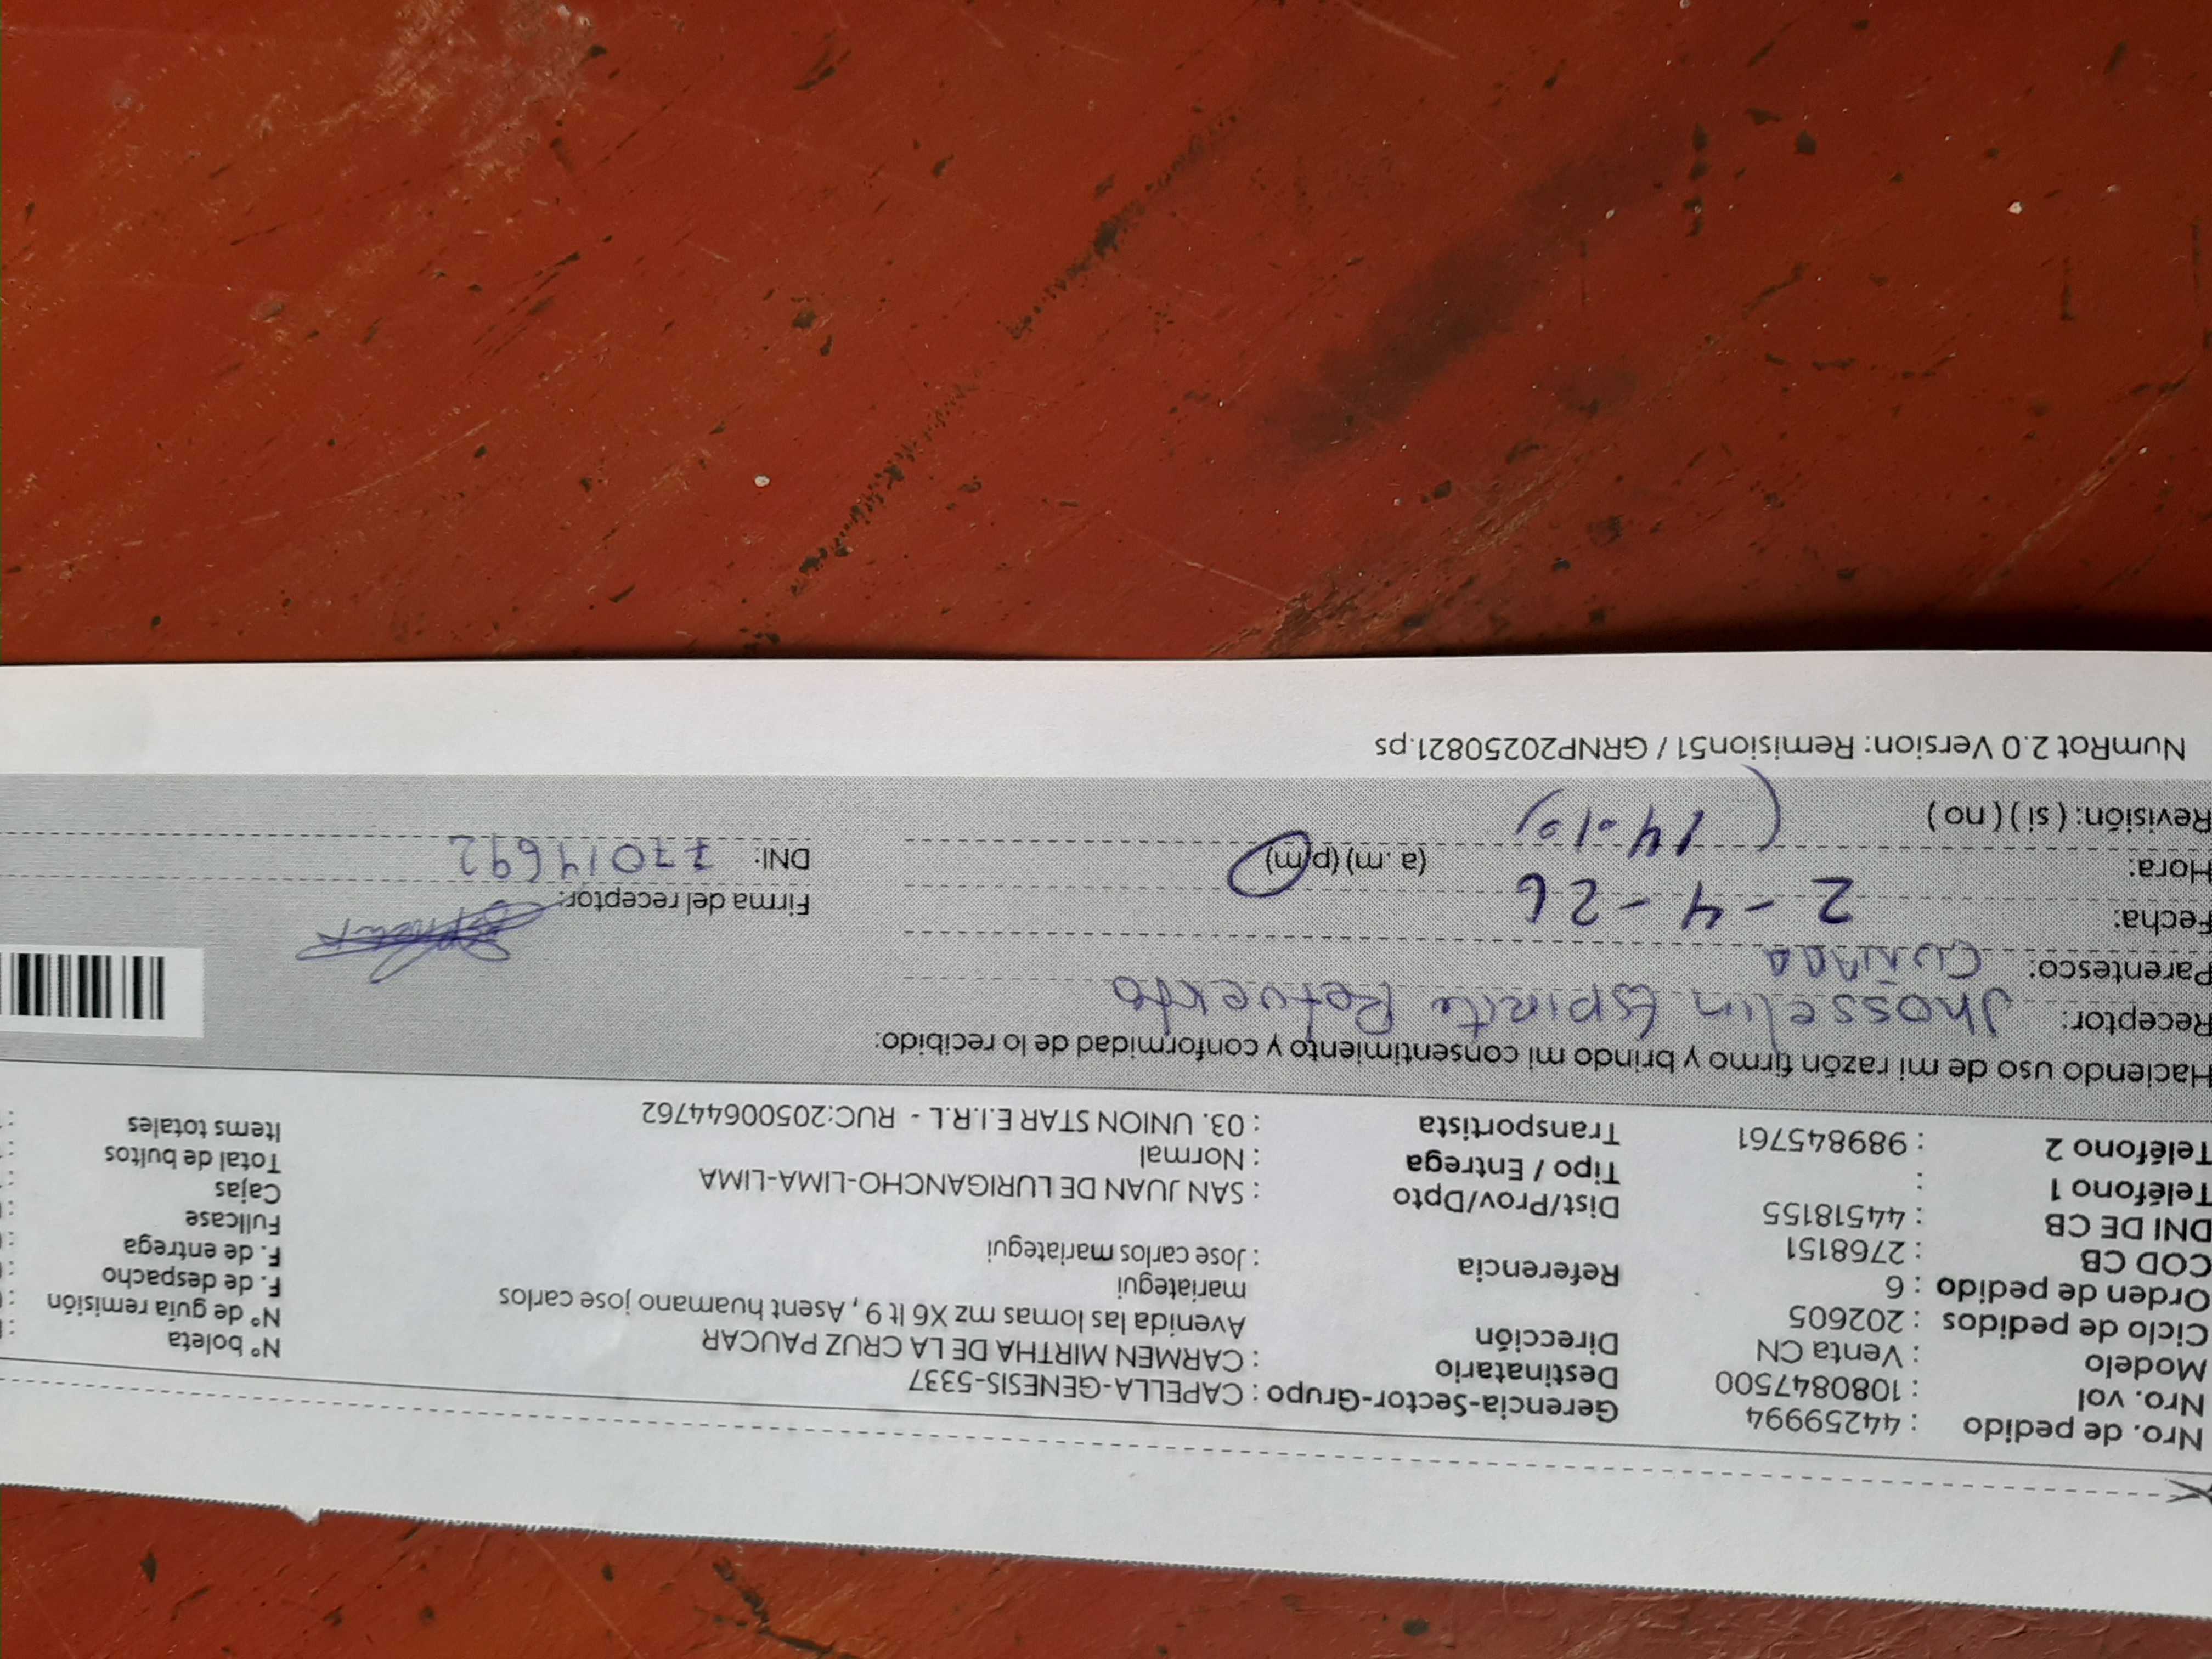 Nro. de pedido : 44259994 Gerencia-Sector-Grupo : CAPELLA-GENESIS-5337 N° boleta :
Nro. vol : 1080847500 Destinatario : CARMEN MIRTHA DE LA CRUZ PAUCAR N° de guía remisión :
Modelo : Venta CN Dirección Avenida las lomas mz X6 lt 9 , Asent huamano jose carlos F. de despacho :
Ciclo de pedidos : 202605 mariategui F. de entrega :
Orden de pedido : 6 Referencia : Jose carlos mariategui Fullcase :
COD CB : 2768151 Cajas :
DNI DE CB : 44518155 Dist/Prov/Dpto : SAN JUAN DE LURIGANCHO-LIMA-LIMA Total de bultos :
Teléfono 1 : Tipo / Entrega : Normal Items totales :
Teléfono 2 : 989845761 Transportista : 03. UNION STAR E.I.R.L - RUC:20500644762
Haciendo uso de mi razón firmo y brindo mi consentimiento y conformidad de lo recibido:
Receptor: Jhosselin Espirito
Parentesco: CUÑADA
Fecha: 2-4-26 Firma del receptor:
Hora: (14:10) (a. m) (p.m) DNI: 77014692
Revisión: ( si ) ( no )
NumRot 2.0 Version: Remision51 / GRNP20250821.ps